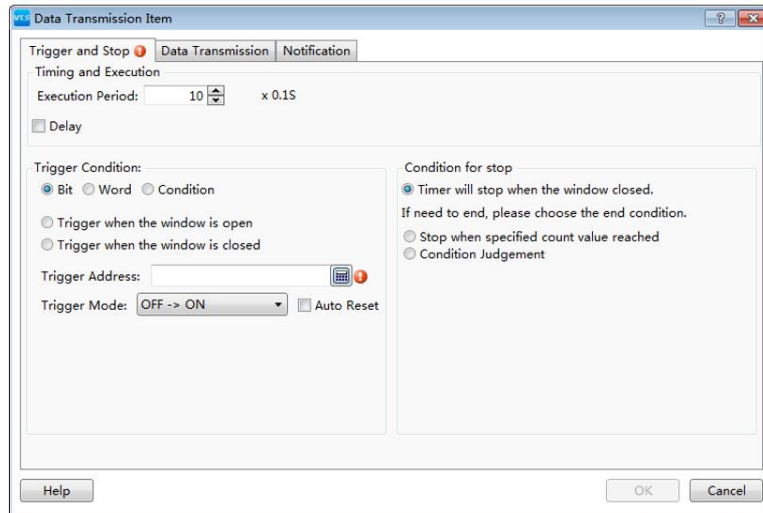 VT.S Data Transmission Item
Trigger and Stop Data Transmission Notification
Timing and Execution
Execution Period: 10 x 0.1S
Delay
Trigger Condition:
Bit Word Condition
Trigger when the window is open
Trigger when the window is closed
Trigger Address:
Trigger Mode: OFF -> ON Auto Reset
Condition for stop
Timer will stop when the window closed.
If need to end, please choose the end condition.
Stop when specified count value reached
Condition Judgement
Help OK Cancel